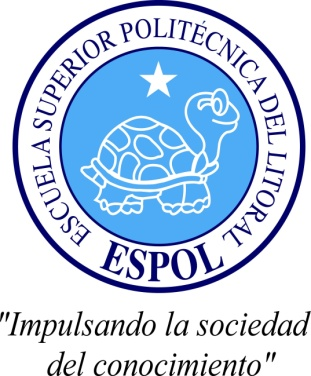 ESCUELA SUPERIOR POLITÉCNICA DEL LITORAL
ESPOL
"Impulsando la sociedad
del conocimiento"